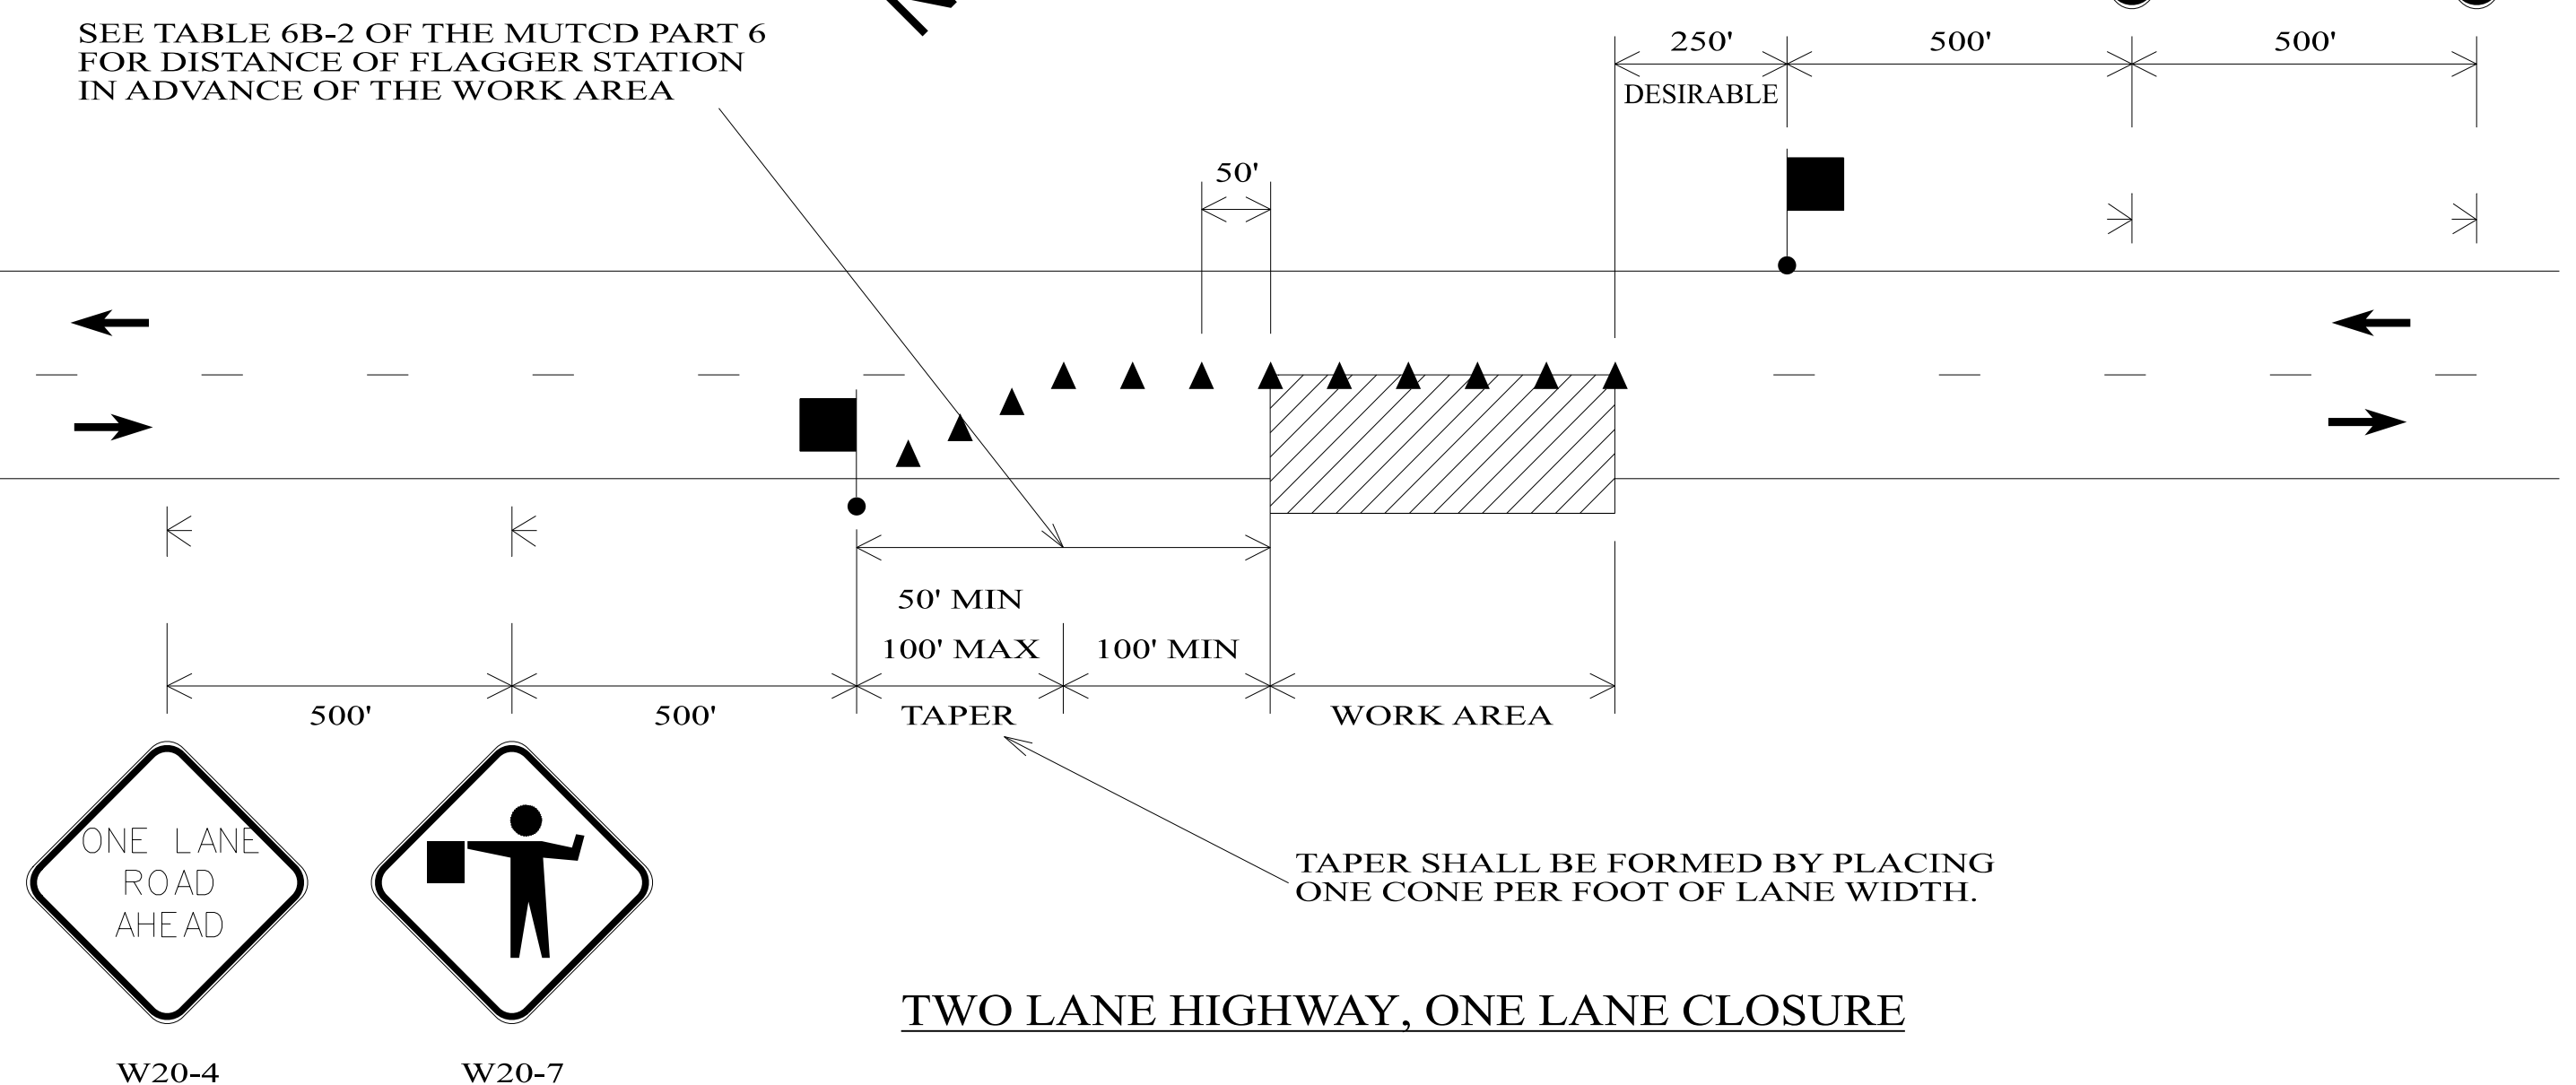 SEE TABLE 6B-2 OF THE MUTCD PART 6
FOR DISTANCE OF FLAGGER STATION
IN ADVANCE OF THE WORK AREA
250'
500'
500'
DESIRABLE
50'
50' MIN
100' MAX
100' MIN
500'
500'
TAPER
WORK AREA
ONE LANE
ROAD
AHEAD
TAPER SHALL BE FORMED BY PLACING
ONE CONE PER FOOT OF LANE WIDTH.
TWO LANE HIGHWAY, ONE LANE CLOSURE
W20-4
W20-7